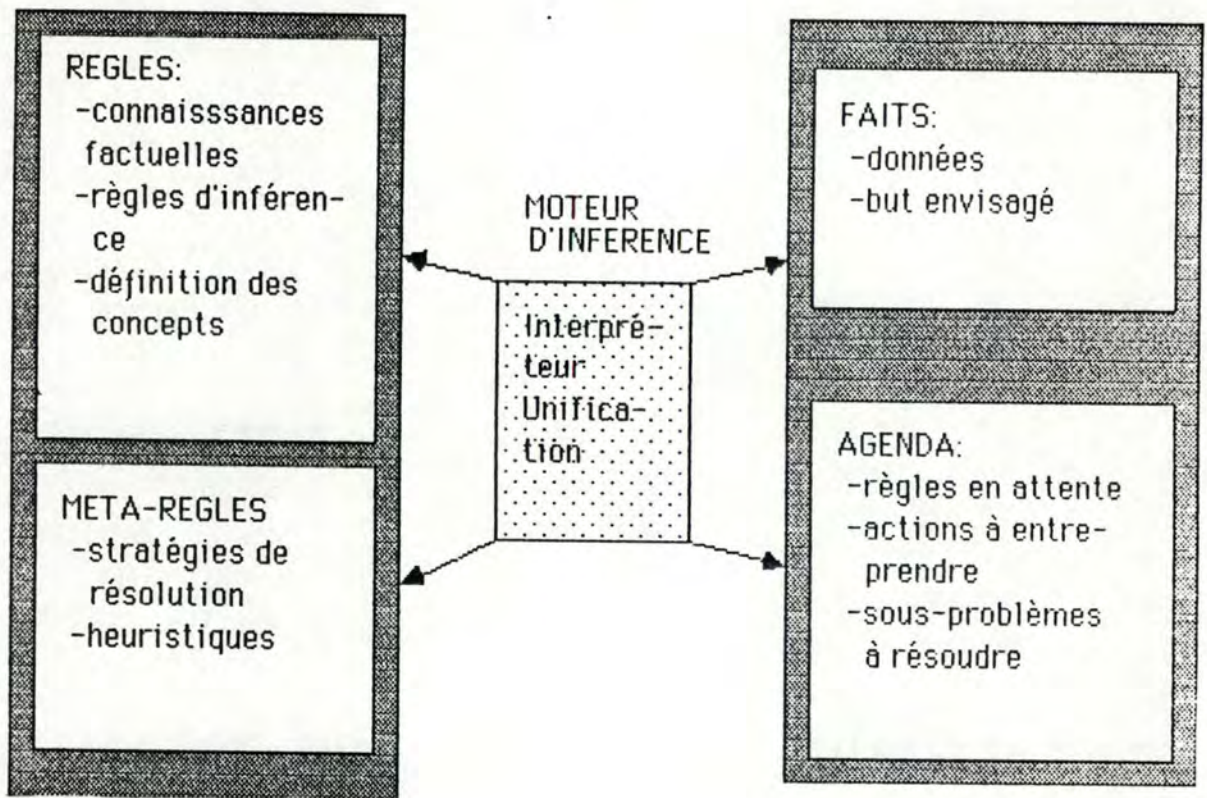 REGLES:
-connaisssances
factuelles
-règles d'inféren-
ce
-définition des
concepts
META-REGLES
-stratégies de
résolution
-heuristiques
MOTEUR
D'INFERENCE
Interpré-
teur
Unifica-
tion
FAITS:
-données
-but envisagé
AGENDA:
-règles en attente
-actions à entre-
prendre
-sous-problèmes
à résoudre